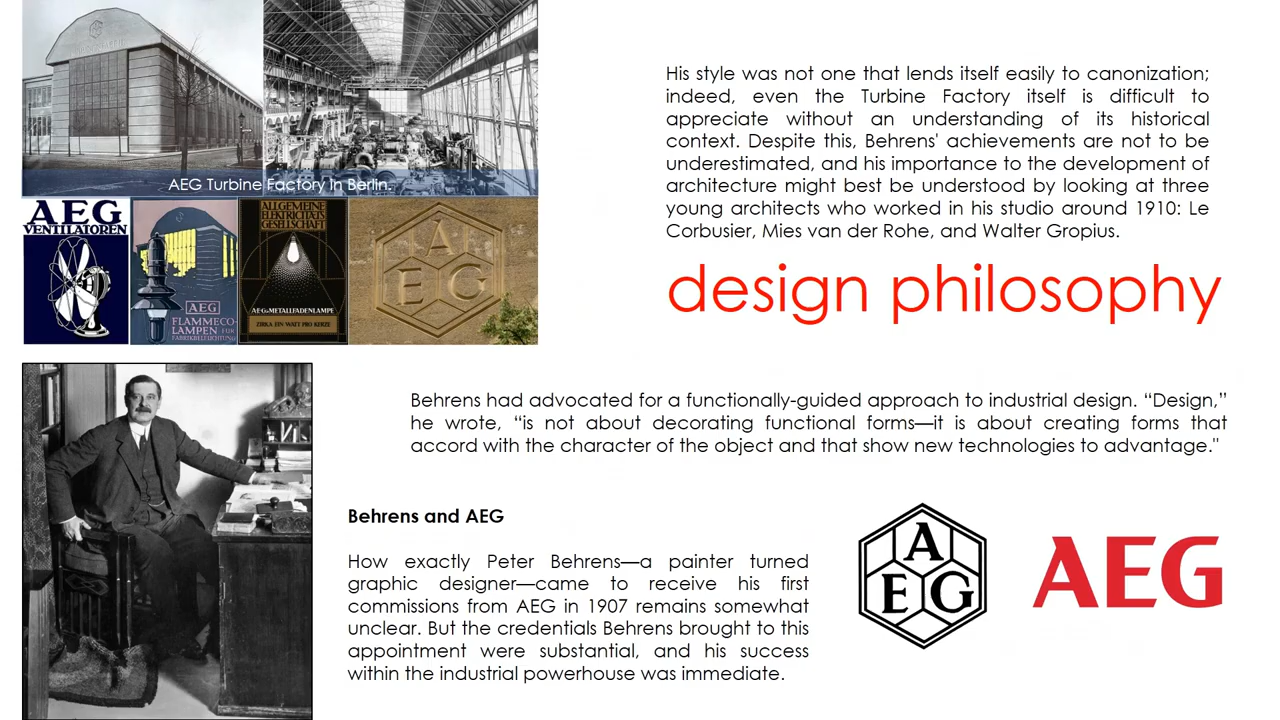 AEG Turbine Factory in Berlin.
AEG
VENTILATOREN
AEG
FLAMMECO-
LAMPEN FÜR
FABRIKBELEUCHTUNG
ALLGEMEINE
ELEKTRICITÄTS
GESELLSCHAFT
AEG-METALLFADENLAMPE
ZIRKA EIN WATT PRO KERZE
A
E G
His style was not one that lends itself easily to canonization;
indeed, even the Turbine Factory itself is difficult to
appreciate without an understanding of its historical
context. Despite this, Behrens' achievements are not to be
underestimated, and his importance to the development of
architecture might best be understood by looking at three
young architects who worked in his studio around 1910: Le
Corbusier, Mies van der Rohe, and Walter Gropius.
design philosophy
Behrens had advocated for a functionally-guided approach to industrial design. “Design,”
he wrote, “is not about decorating functional forms—it is about creating forms that
accord with the character of the object and that show new technologies to advantage."
Behrens and AEG
How exactly Peter Behrens—a painter turned
graphic designer—came to receive his first
commissions from AEG in 1907 remains somewhat
unclear. But the credentials Behrens brought to this
appointment were substantial, and his success
within the industrial powerhouse was immediate.
A
E G
AEG